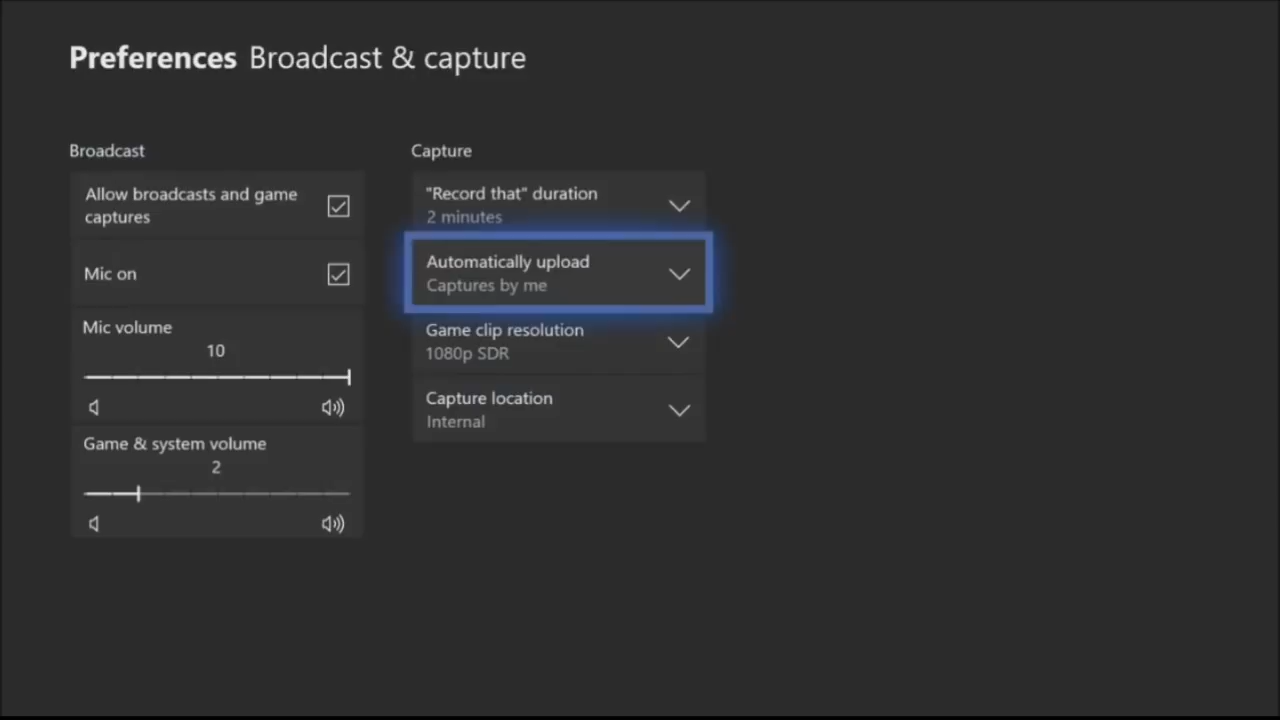 Preferences Broadcast & capture
Broadcast
Allow broadcasts and game
captures
Mic on
Mic volume
10
Game & system volume
2
Capture
"Record that" duration
2 minutes
Automatically upload
Captures by me
Game clip resolution
1080p SDR
Capture location
Internal